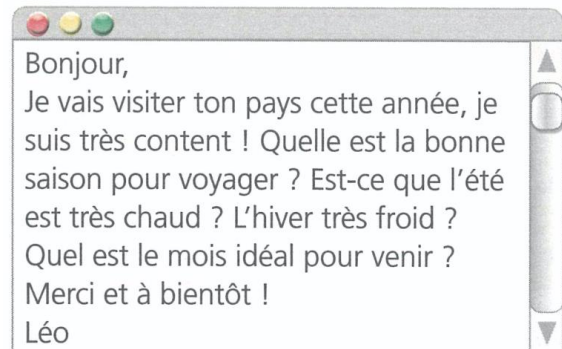 Bonjour,
Je vais visiter ton pays cette année, je
suis très content ! Quelle est la bonne
saison pour voyager ? Est-ce que l'été
est très chaud ? L'hiver très froid ?
Quel est le mois idéal pour venir ?
Merci et à bientôt !
Léo